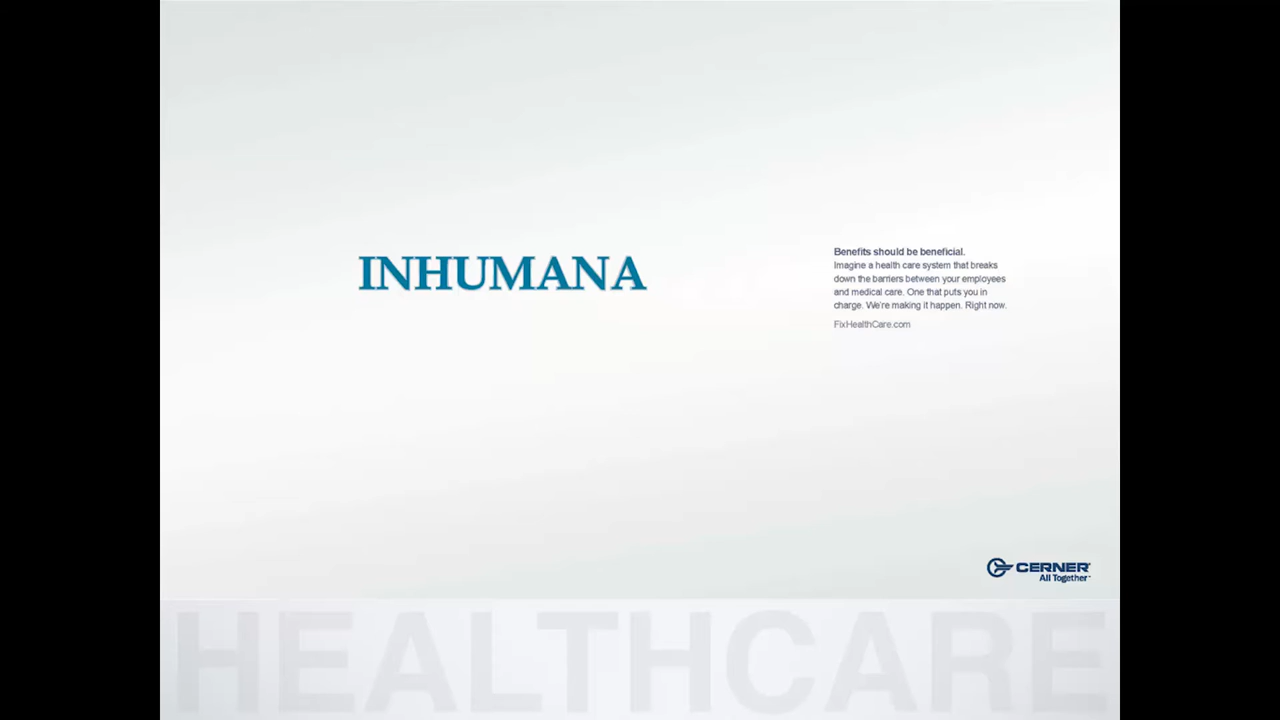 INHUMANA
Benefits should be beneficial.
Imagine a health care system that breaks
down the barriers between your employees
and medical care. One that puts you in
charge. We're making it happen. Right now.
FixHealthCare.com
CERNER
All Together™
HEALTHCARE